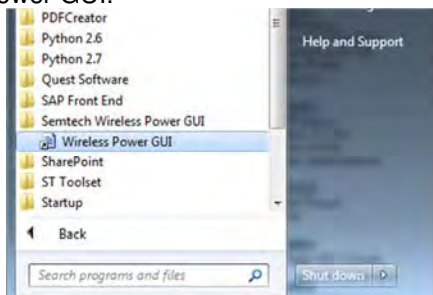 PDFCreator
Python 2.6
Python 2.7
Quest Software
SAP Front End
Semtech Wireless Power GUI
Wireless Power GUI
SharePoint
ST Toolset
Startup
Back
Search programs and files
Help and Support
Shut down